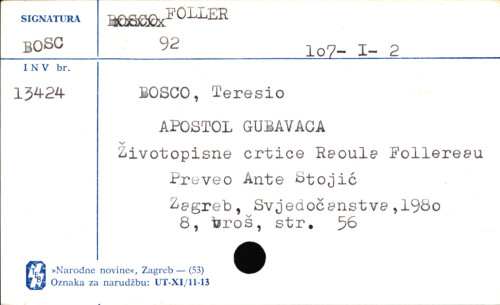 SIGNATURA
BOSC
BOSCO, FOLLER
92
1o7- I- 2
INV br.
13424
BOSCO, Teresio
APOSTOL GUBAVACA
Životopisne crtice Raoula Follereau
Preveo Ante Stojić
Zagreb, Svjedočanstva,198o
8, broš, str. 56
»Narodne novine«, Zagreb — (53)
Oznaka za narudžbu: UT-XI/11-13